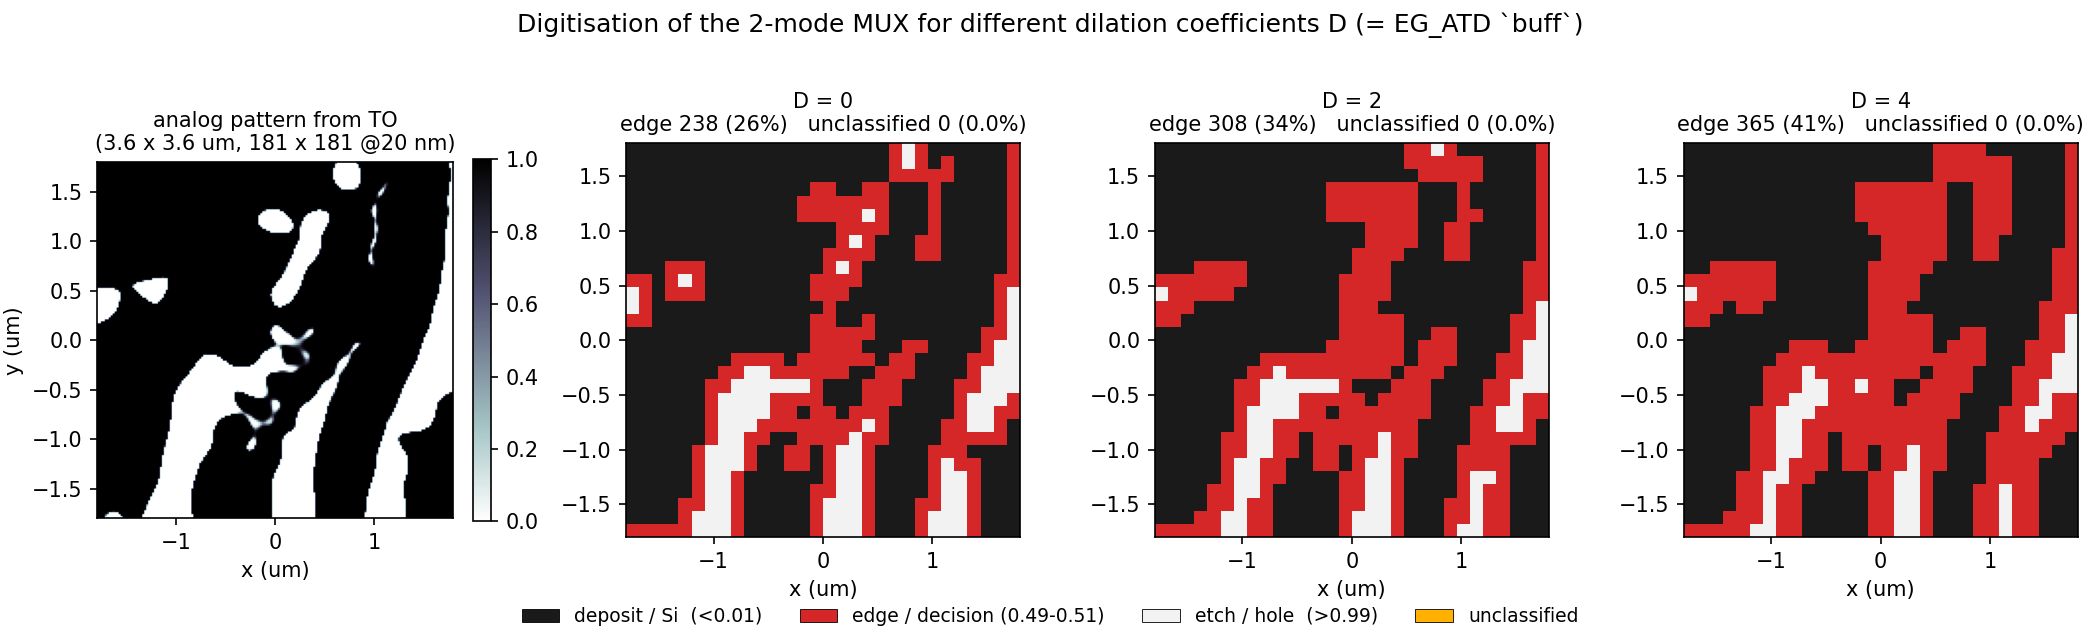 Digitisation of the 2-mode MUX for different dilation coefficients D (= EG_ATD `buff`)
analog pattern from TO
(3.6 x 3.6 um, 181 x 181 @20 nm)
1.5
1.0
0.5
0.0
−0.5
−1.0
−1.5
y (um)
−1 0 1
x (um)
1.0
0.8
0.6
0.4
0.2
0.0
D = 0
edge 238 (26%) unclassified 0 (0.0%)
1.5
1.0
0.5
0.0
−0.5
−1.0
−1.5
−1 0 1
x (um)
D = 2
edge 308 (34%) unclassified 0 (0.0%)
1.5
1.0
0.5
0.0
−0.5
−1.0
−1.5
−1 0 1
x (um)
D = 4
edge 365 (41%) unclassified 0 (0.0%)
1.5
1.0
0.5
0.0
−0.5
−1.0
−1.5
−1 0 1
x (um)
deposit / Si (<0.01) edge / decision (0.49-0.51) etch / hole (>0.99) unclassified